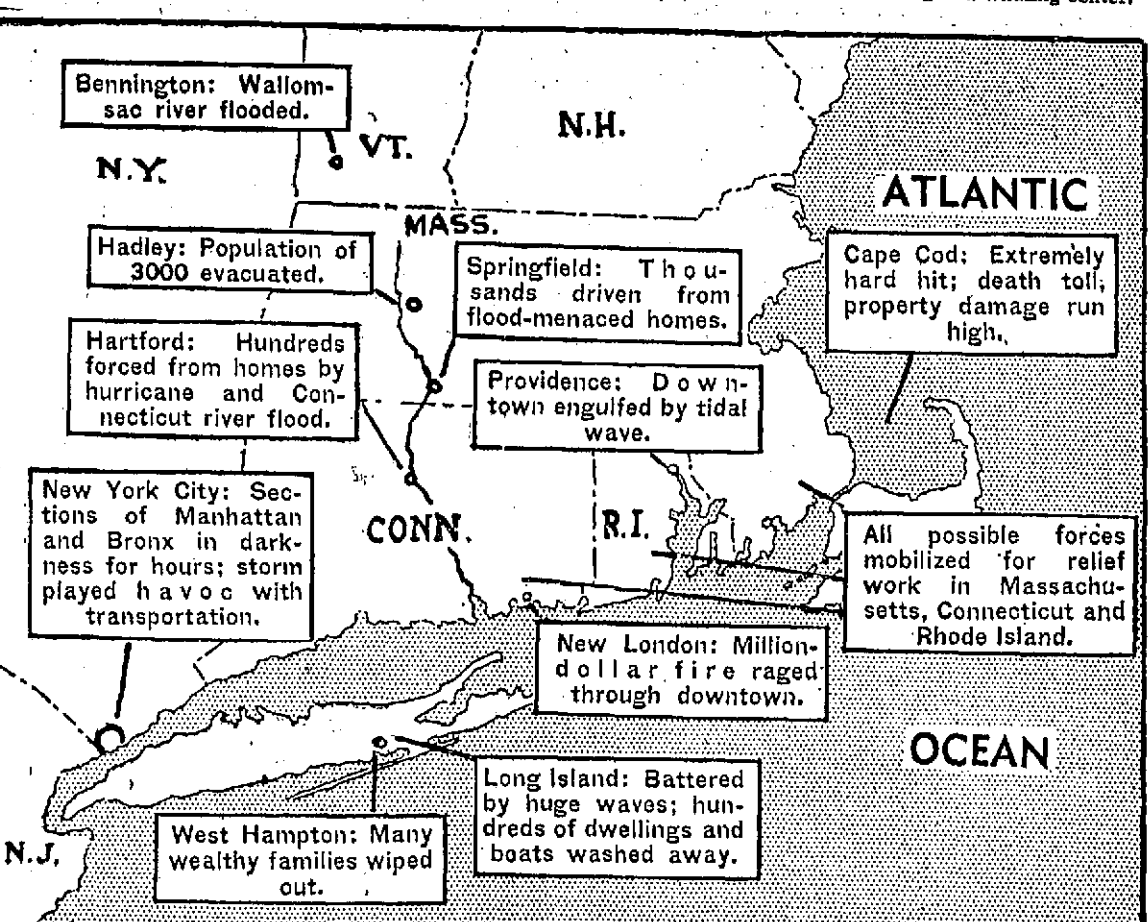 Bennington: Wallom-
sac river flooded.
N.H.
VT.
N.Y.
ATLANTIC
MASS.
Hadley: Population of
3000 evacuated.
Springfield: Thou-
sands driven from
flood-menaced homes.
Cape Cod: Extremely
hard hit; death toll,
property damage run
high.
Hartford: Hundreds
forced from homes by
hurricane and Con-
necticut river flood.
Providence: Down-
town engulfed by tidal
wave.
New York City: Sec-
tions of Manhattan
and Bronx in dark-
ness for hours; storm
played havoc with
transportation.
CONN.
R.I.
All possible forces
mobilized for relief
work in Massachu-
setts, Connecticut and
Rhode Island.
New London: Million-
dollar fire raged
through downtown.
OCEAN
Long Island: Battered
by huge waves; hun-
dreds of dwellings and
boats washed away.
West Hampton: Many
wealthy families wiped
out.
N.J.